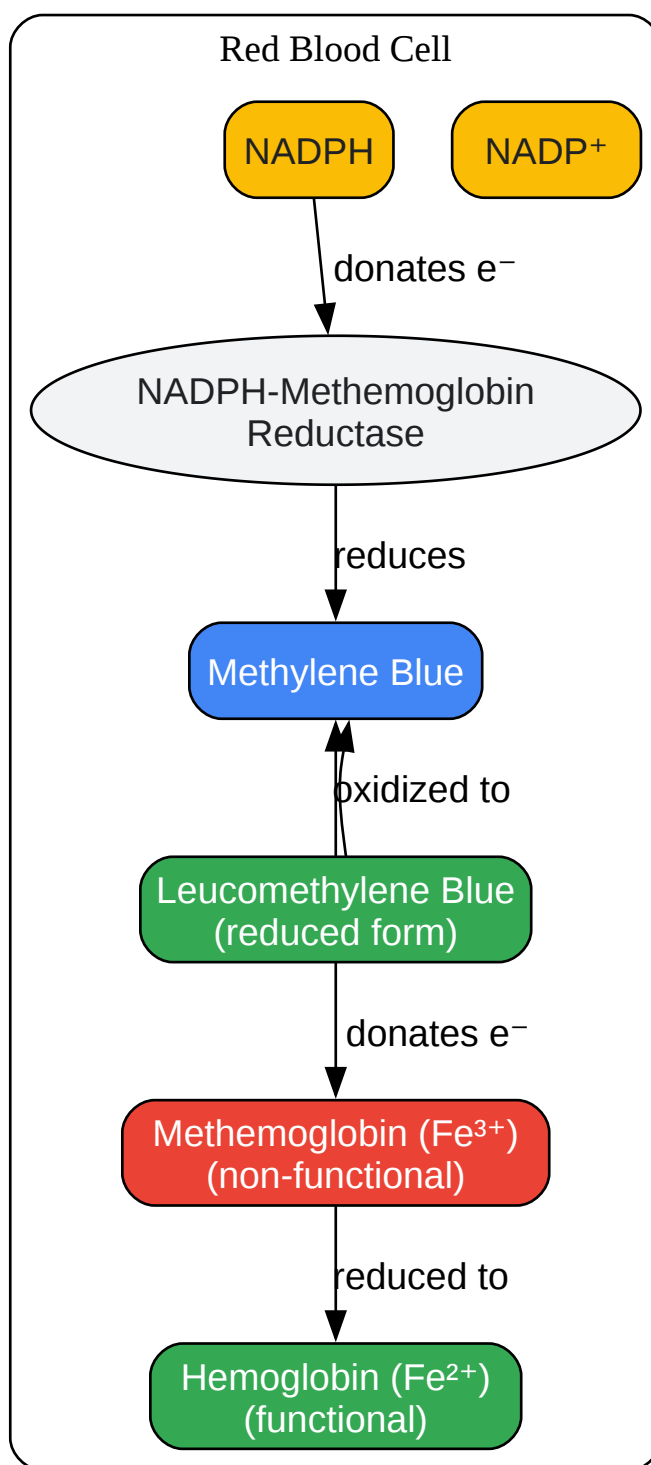 Red Blood Cell
NADPH
NADP⁺
donates e⁻
NADPH-Methemoglobin
Reductase
reduces
Methylene Blue
oxidized to
Leucomethylene Blue
(reduced form)
donates e⁻
Methemoglobin (Fe³⁺)
(non-functional)
reduced to
Hemoglobin (Fe²⁺)
(functional)